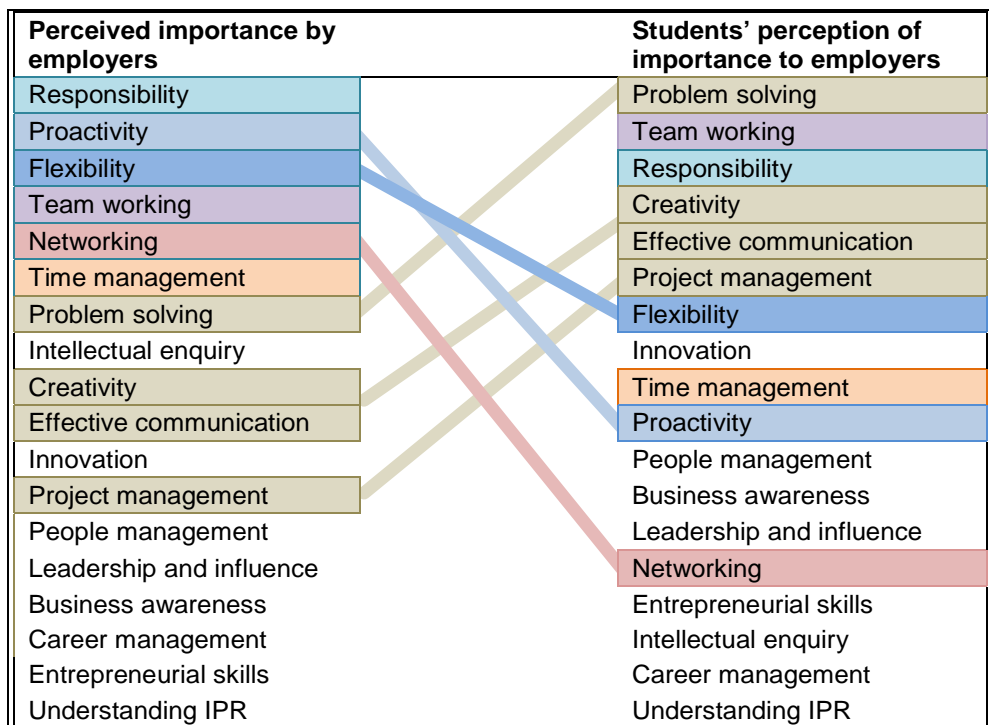 Perceived importance by
employers
Responsibility
Proactivity
Flexibility
Team working
Networking
Time management
Problem solving
Intellectual enquiry
Creativity
Effective communication
Innovation
Project management
People management
Leadership and influence
Business awareness
Career management
Entrepreneurial skills
Understanding IPR
Students’ perception of
importance to employers
Problem solving
Team working
Responsibility
Creativity
Effective communication
Project management
Flexibility
Innovation
Time management
Proactivity
People management
Business awareness
Leadership and influence
Networking
Entrepreneurial skills
Intellectual enquiry
Career management
Understanding IPR